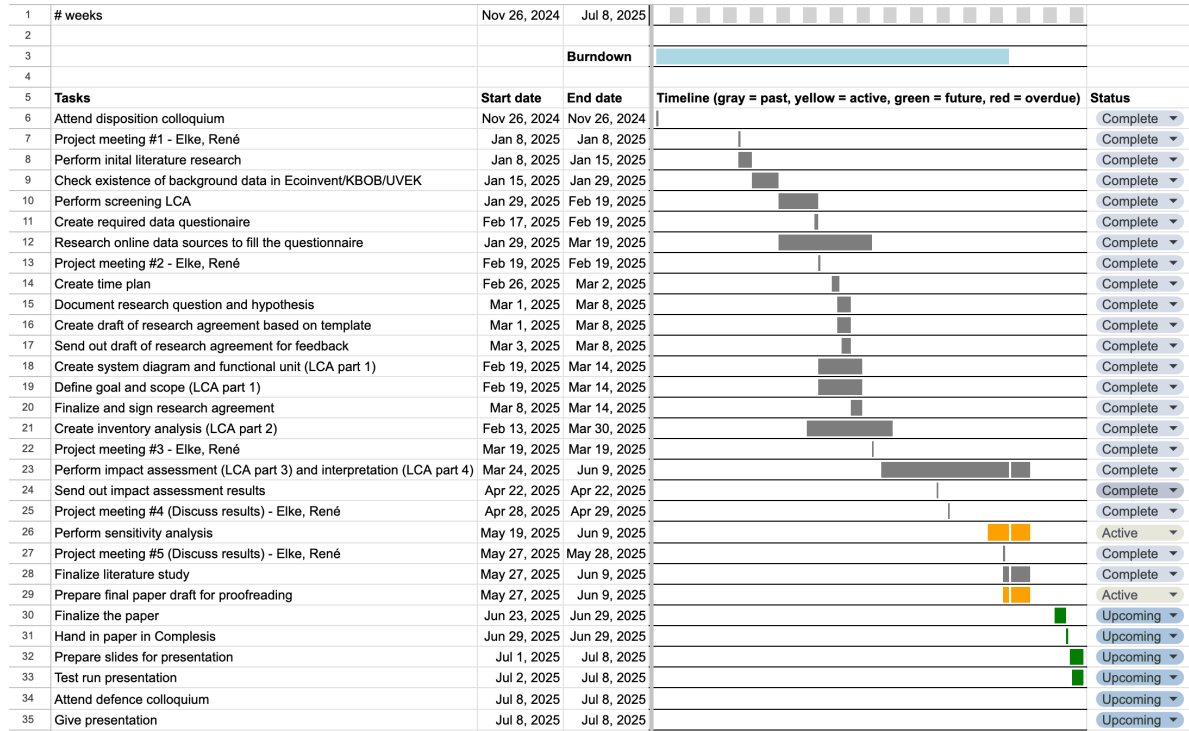 1 # weeks Nov 26, 2024 Jul 8, 2025
2
3 Burndown
4
5 Tasks Start date End date Timeline (gray = past, yellow = active, green = future, red = overdue) Status
6 Attend disposition colloquium Nov 26, 2024 Nov 26, 2024 Complete
7 Project meeting #1 - Elke, René Jan 8, 2025 Jan 8, 2025 Complete
8 Perform inital literature research Jan 8, 2025 Jan 15, 2025 Complete
9 Check existence of background data in Ecoinvent/KBOB/UVEK Jan 15, 2025 Jan 29, 2025 Complete
10 Perform screening LCA Jan 29, 2025 Feb 19, 2025 Complete
11 Create required data questionaire Feb 17, 2025 Feb 19, 2025 Complete
12 Research online data sources to fill the questionnaire Jan 29, 2025 Mar 19, 2025 Complete
13 Project meeting #2 - Elke, René Feb 19, 2025 Feb 19, 2025 Complete
14 Create time plan Feb 26, 2025 Mar 2, 2025 Complete
15 Document research question and hypothesis Mar 1, 2025 Mar 8, 2025 Complete
16 Create draft of research agreement based on template Mar 1, 2025 Mar 8, 2025 Complete
17 Send out draft of research agreement for feedback Mar 3, 2025 Mar 8, 2025 Complete
18 Create system diagram and functional unit (LCA part 1) Feb 19, 2025 Mar 14, 2025 Complete
19 Define goal and scope (LCA part 1) Feb 19, 2025 Mar 14, 2025 Complete
20 Finalize and sign research agreement Mar 8, 2025 Mar 14, 2025 Complete
21 Create inventory analysis (LCA part 2) Feb 13, 2025 Mar 30, 2025 Complete
22 Project meeting #3 - Elke, René Mar 19, 2025 Mar 19, 2025 Complete
23 Perform impact assessment (LCA part 3) and interpretation (LCA part 4) Mar 24, 2025 Jun 9, 2025 Complete
24 Send out impact assessment results Apr 22, 2025 Apr 22, 2025 Complete
25 Project meeting #4 (Discuss results) - Elke, René Apr 28, 2025 Apr 29, 2025 Complete
26 Perform sensitivity analysis May 19, 2025 Jun 9, 2025 Active
27 Project meeting #5 (Discuss results) - Elke, René May 27, 2025 May 28, 2025 Complete
28 Finalize literature study May 27, 2025 Jun 9, 2025 Complete
29 Prepare final paper draft for proofreading May 27, 2025 Jun 9, 2025 Active
30 Finalize the paper Jun 23, 2025 Jun 29, 2025 Upcoming
31 Hand in paper in Complesis Jun 29, 2025 Jun 29, 2025 Upcoming
32 Prepare slides for presentation Jul 1, 2025 Jul 8, 2025 Upcoming
33 Test run presentation Jul 2, 2025 Jul 8, 2025 Upcoming
34 Attend defence colloquium Jul 8, 2025 Jul 8, 2025 Upcoming
35 Give presentation Jul 8, 2025 Jul 8, 2025 Upcoming